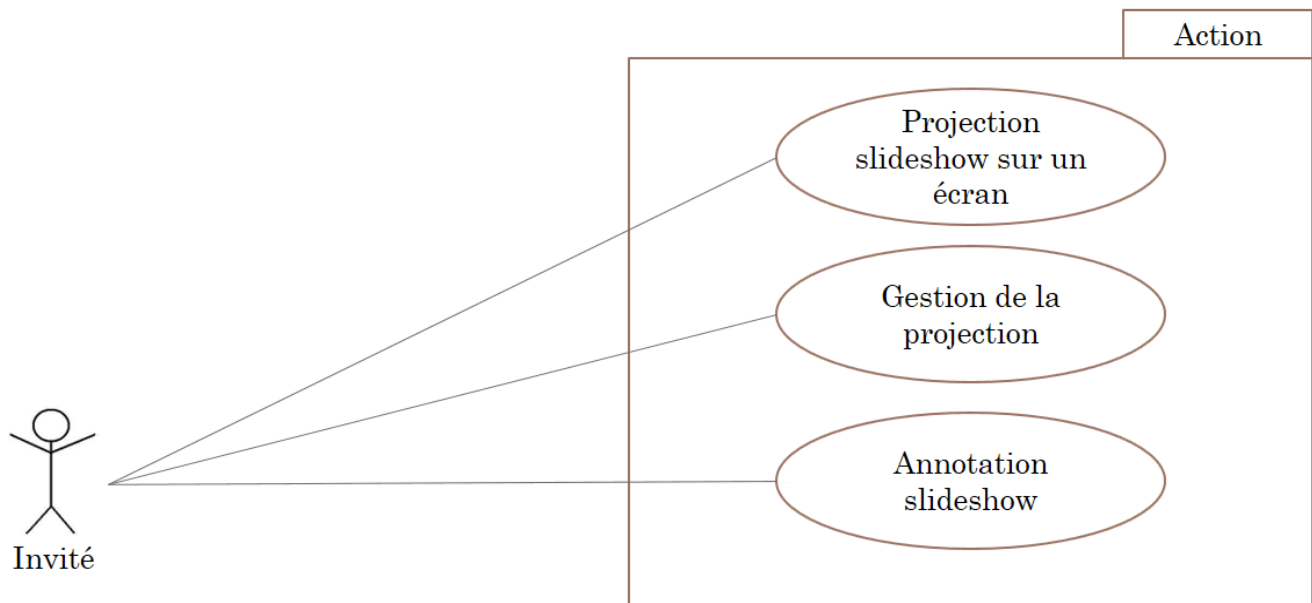 Action
Projection
slideshow sur un
écran
Gestion de la
projection
Annotation
slideshow
Invité